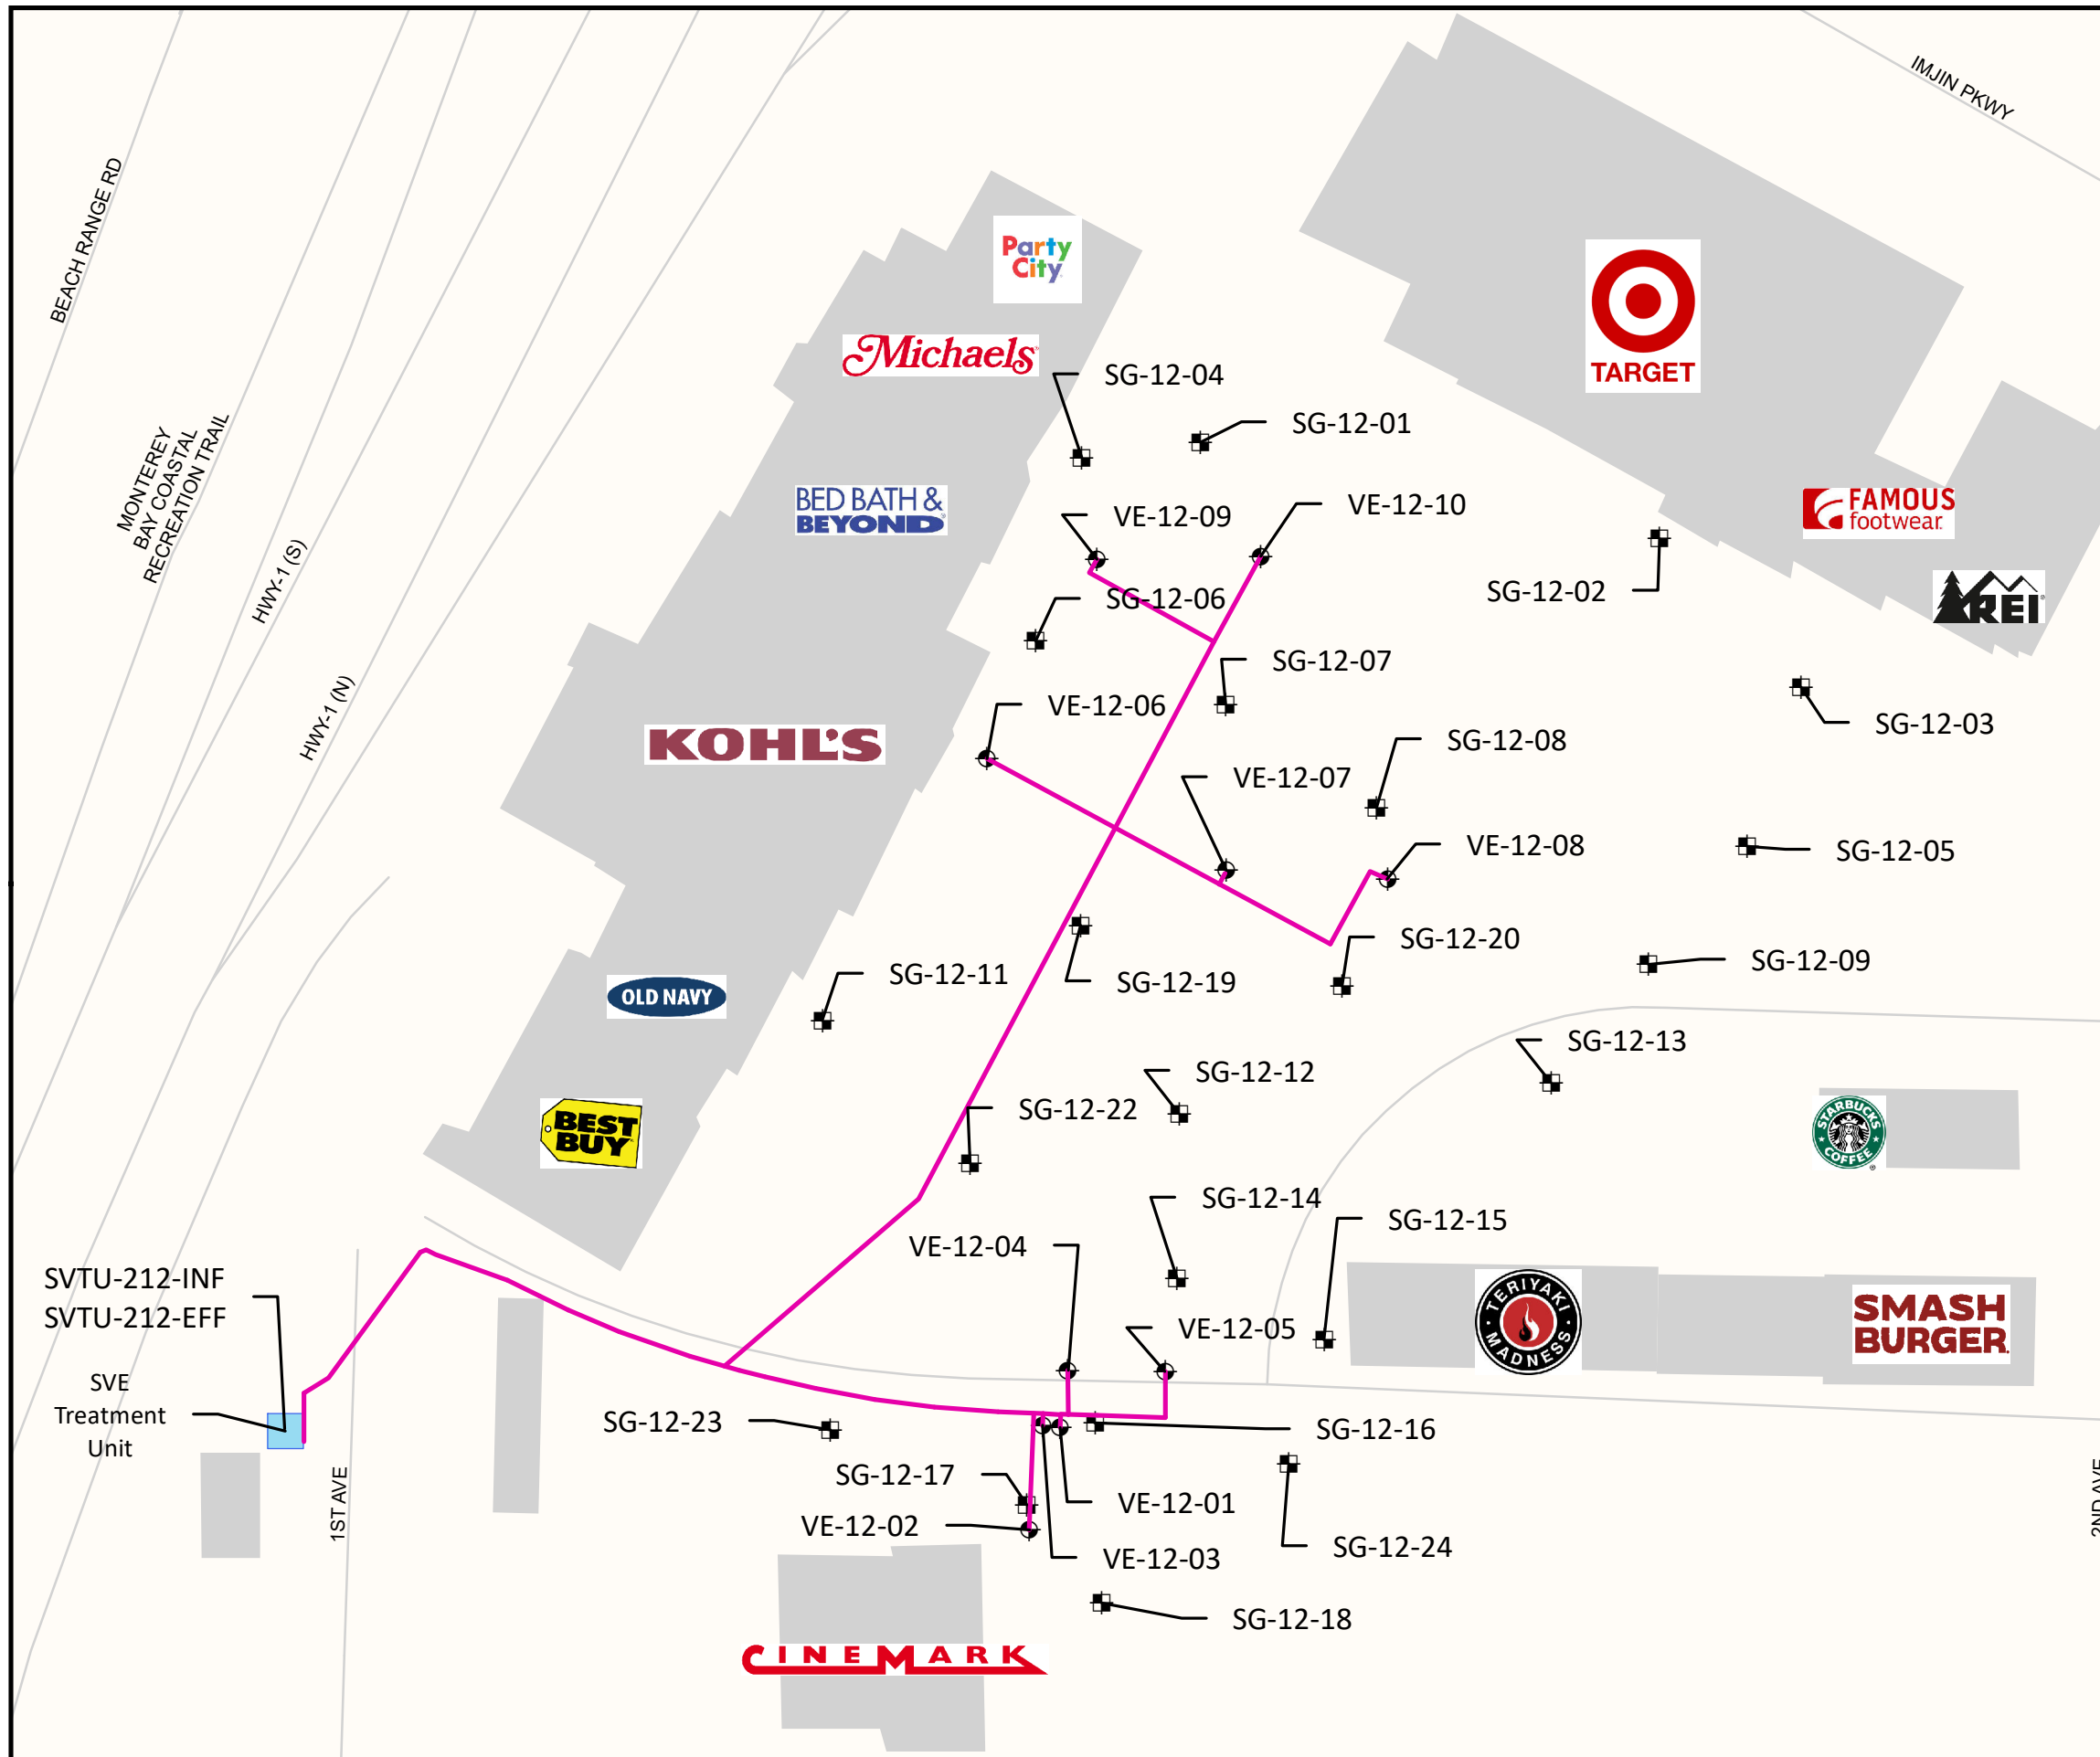 IMJIN PKWY
BEACH RANGE RD
Party
City
Michaels
TARGET
SG-12-04
SG-12-01
MONTEREY
BAY COASTAL
RECREATION TRAIL
BED BATH &
BEYOND
VE-12-09
VE-12-10
FAMOUS
footwear
HWY-1 (S)
SG-12-06
SG-12-02
REI
SG-12-07
HWY-1 (N)
VE-12-06
SG-12-03
KOHL'S
SG-12-08
VE-12-07
VE-12-08
SG-12-05
SG-12-20
SG-12-09
SG-12-11
SG-12-19
OLD NAVY
SG-12-13
SG-12-12
SG-12-22
BEST
BUY
STARBUCKS
COFFEE
SG-12-14
SG-12-15
VE-12-04
SVTU-212-INF
SVTU-212-EFF
TERIYAKI
MADNESS
SMASH
BURGER
VE-12-05
SVE
Treatment
Unit
SG-12-23
SG-12-16
SG-12-17
1ST AVE
VE-12-01
2ND AVE
VE-12-02
SG-12-24
VE-12-03
SG-12-18
CINEMARK